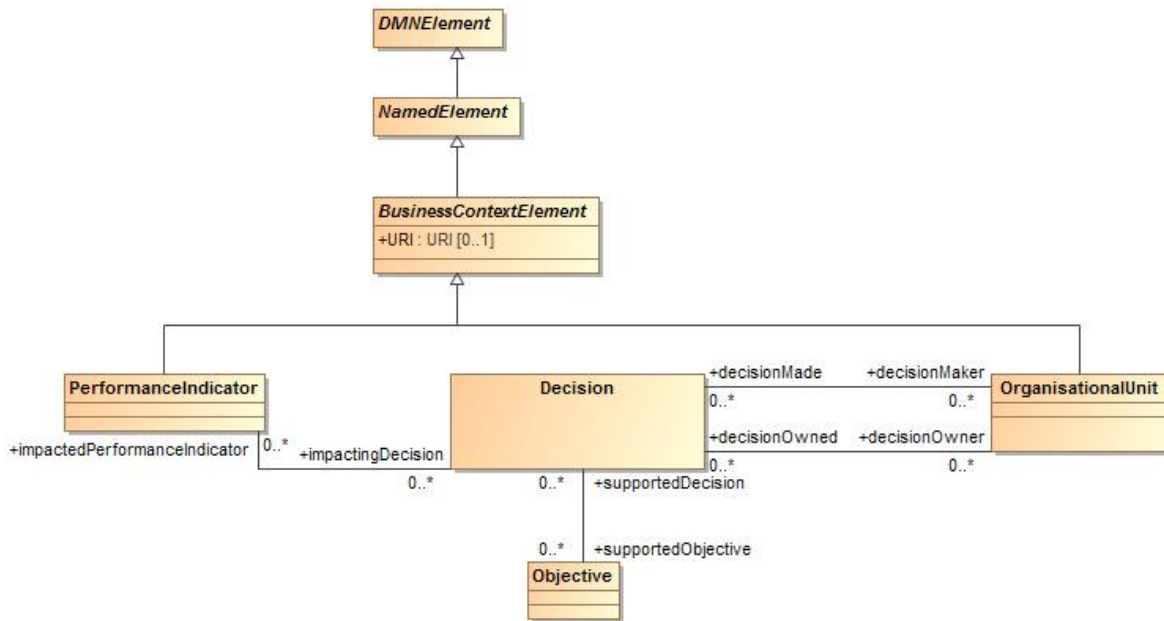 DMNElement
NamedElement
BusinessContextElement
+URI : URI [0..1]
PerformanceIndicator
Decision
+decisionMade
+decisionMaker
OrganisationalUnit
0..*
0..*
+decisionOwned
+decisionOwner
0..*
0..*
+impactedPerformanceIndicator
0..*
+impactingDecision
0..*
0..*
+supportedDecision
0..*
+supportedObjective
Objective